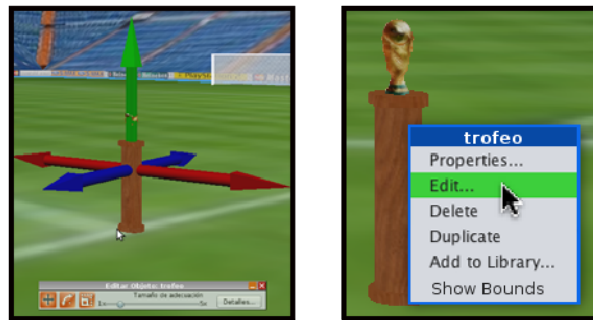 Editar Objeto: trofeo
Tamaño de adecuación
Detalles...
trofeo
Properties...
Edit...
Delete
Duplicate
Add to Library...
Show Bounds